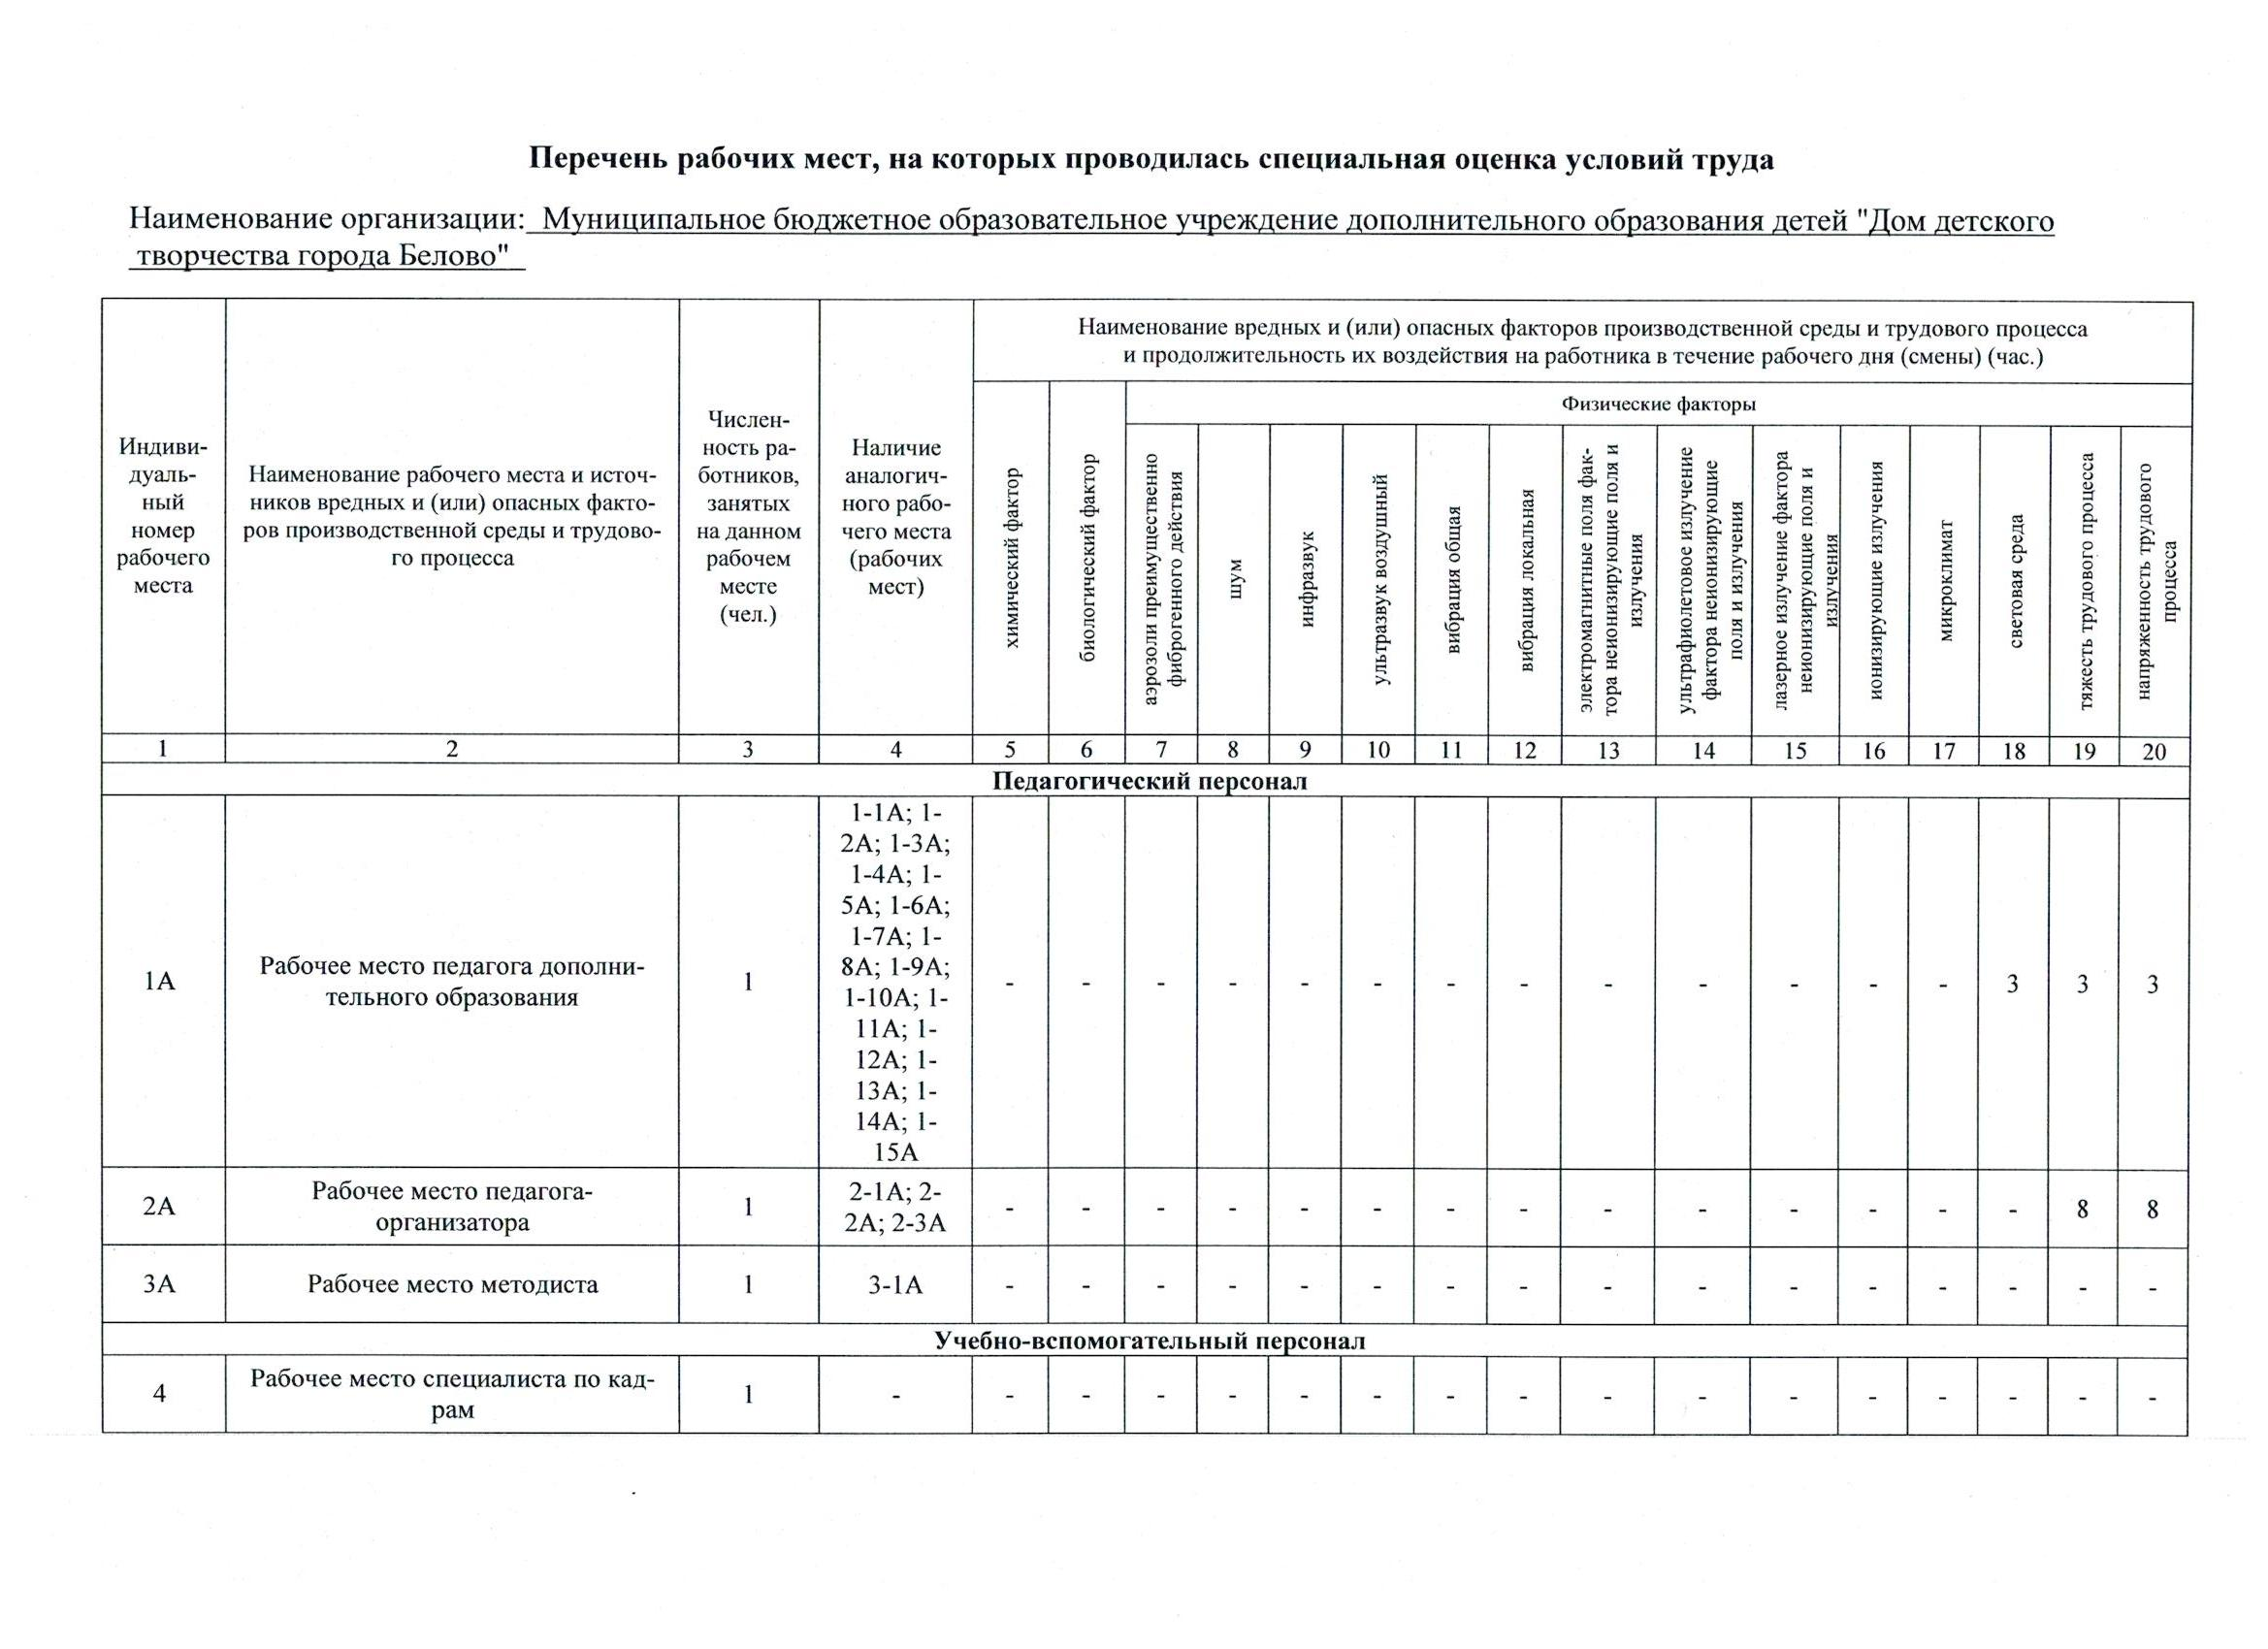 Перечень рабочих мест, на которых проводилась специальная оценка условий труда
Наименование организации: Муниципальное бюджетное образовательное учреждение дополнительного образования детей "Дом детского
творчества города Белово"
Индиви-
дуаль-
ный
номер
рабочего
места
Наименование рабочего места и источ-
ников вредных и (или) опасных факто-
ров производственной среды и трудово-
го процесса
Числен-
ность ра-
ботников,
занятых
на данном
рабочем
месте
(чел.)
Наличие
аналогич-
ного рабо-
чего места
(рабочих
мест)
Наименование вредных и (или) опасных факторов производственной среды и трудового процесса
и продолжительность их воздействия на работника в течение рабочего дня (смены) (час.)
химический фактор
биологический фактор
Физические факторы
аэрозоли преимущественно
фиброгенного действия
шум
инфразвук
ультразвук воздушный
вибрация общая
вибрация локальная
электромагнитные поля фак-
тора неионизирующие поля и
излучения
ультрафиолетовое излучение
фактора неионизирующие
поля и излучения
лазерное излучение фактора
неионизирующие поля и
излучения
ионизирующие излучения
микроклимат
световая среда
тяжесть трудового процесса
напряженность трудового
процесса
1 2 3 4 5 6 7 8 9 10 11 12 13 14 15 16 17 18 19 20
Педагогический персонал
1А
Рабочее место педагога дополни-
тельного образования
1
1-1А; 1-
2А; 1-3А;
1-4А; 1-
5А; 1-6А;
1-7А; 1-
8А; 1-9А;
1-10А; 1-
11А; 1-
12А; 1-
13А; 1-
14А; 1-
15А
- - - - - - - - - - - - - 3 3 3
2А
Рабочее место педагога-
организатора
1
2-1А; 2-
2А; 2-3А
- - - - - - - - - - - - - - 8 8
3А
Рабочее место методиста
1
3-1А
- - - - - - - - - - - - - - - -
Учебно-вспомогательный персонал
4
Рабочее место специалиста по кад-
рам
1
-
- - - - - - - - - - - - - - - -